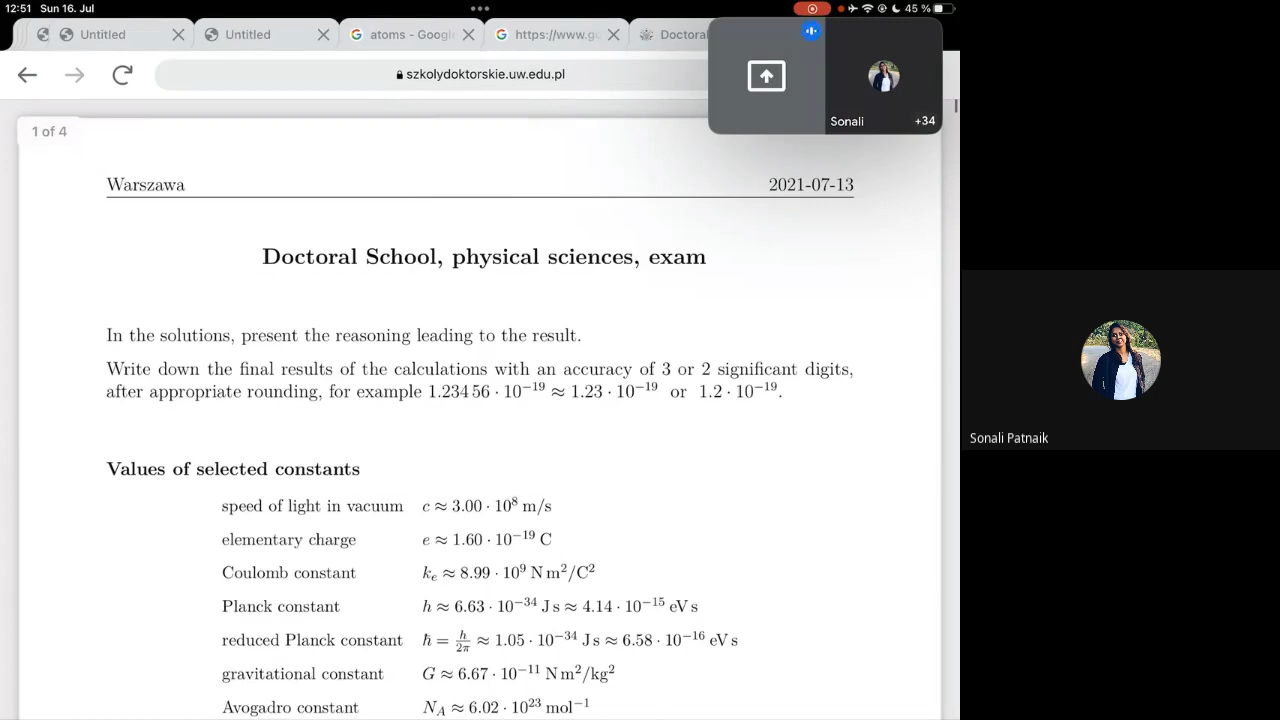 12:51 Sun 16. Jul
45 %
Untitled
Untitled
atoms - Googl
https://www.g
Doctoral
szkolydoktorskie.uw.edu.pl
Sonali
+34
1 of 4
Warszawa 2021-07-13
Doctoral School, physical sciences, exam
In the solutions, present the reasoning leading to the result.
Write down the final results of the calculations with an accuracy of 3 or 2 significant digits,
after appropriate rounding, for example 1.234 56 · 10⁻¹⁹ ≈ 1.23 · 10⁻¹⁹ or 1.2 · 10⁻¹⁹.
Values of selected constants
speed of light in vacuum c ≈ 3.00 · 10⁸ m/s
elementary charge e ≈ 1.60 · 10⁻¹⁹ C
Coulomb constant kₑ ≈ 8.99 · 10⁹ N m²/C²
Planck constant h ≈ 6.63 · 10⁻³⁴ J s ≈ 4.14 · 10⁻¹⁵ eV s
reduced Planck constant ħ = h/2π ≈ 1.05 · 10⁻³⁴ J s ≈ 6.58 · 10⁻¹⁶ eV s
gravitational constant G ≈ 6.67 · 10⁻¹¹ N m²/kg²
Avogadro constant N_A ≈ 6.02 · 10²³ mol⁻¹
Sonali Patnaik